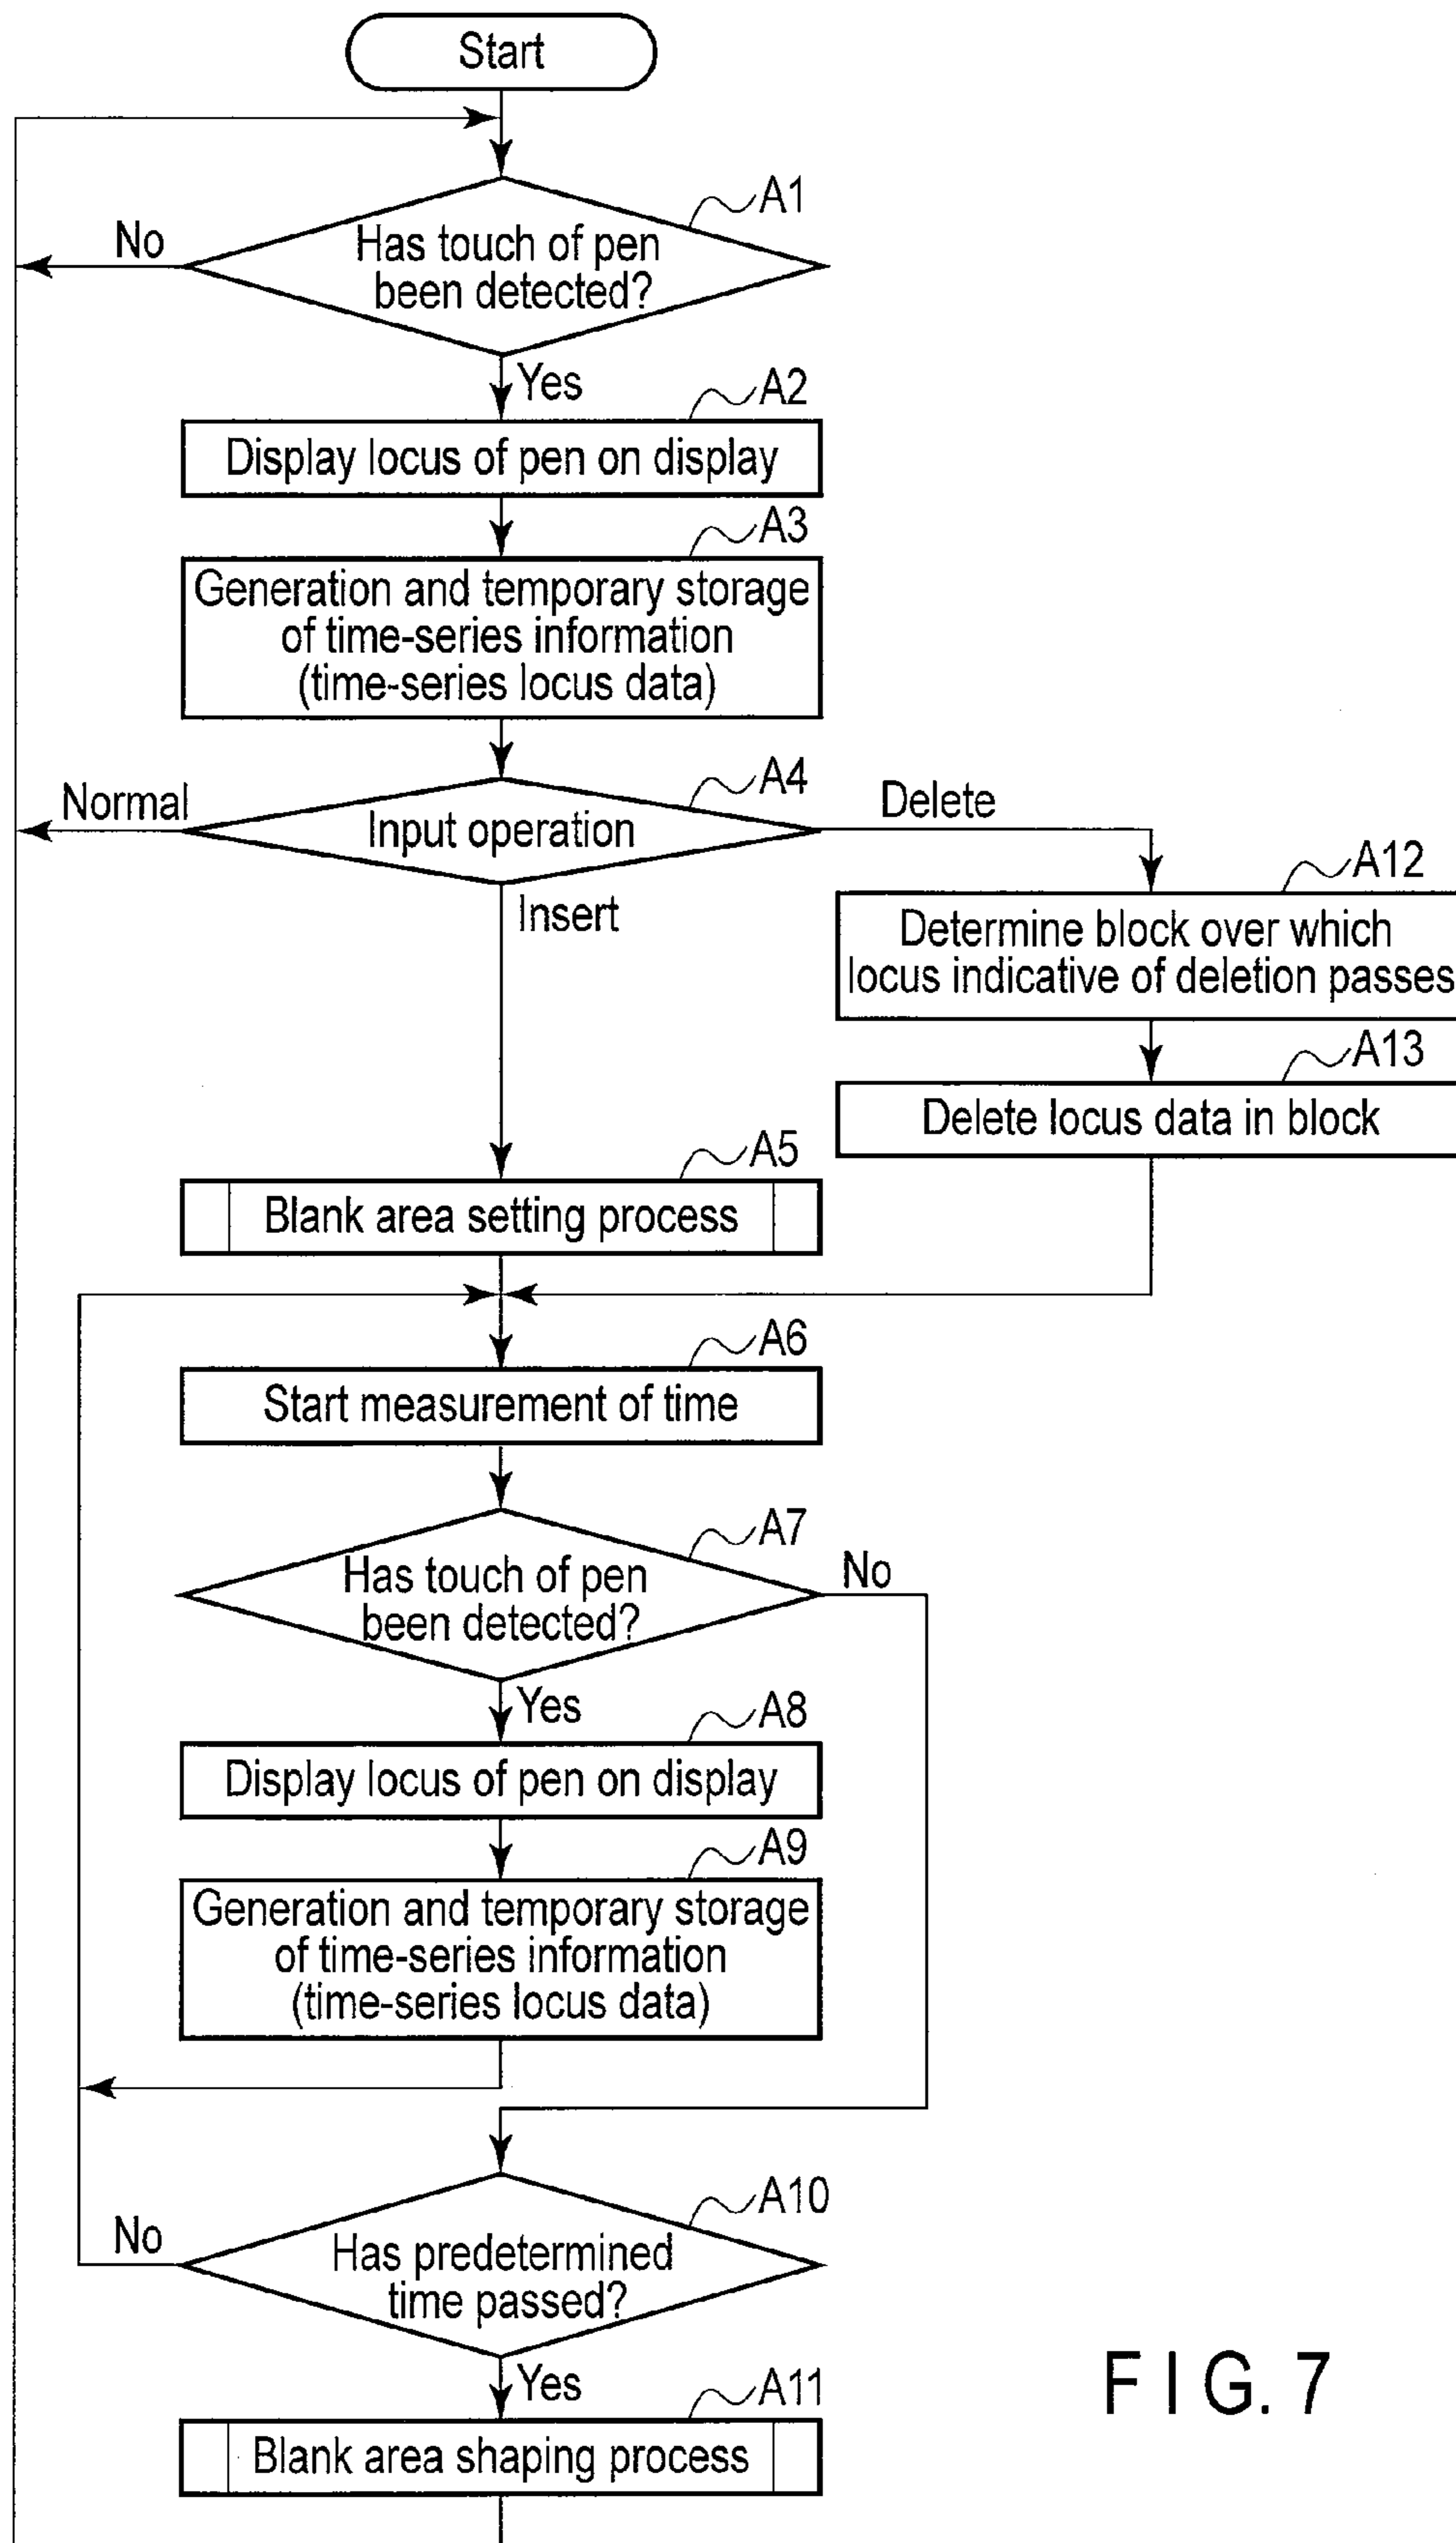 Start
A1
No
Has touch of pen
been detected?
Yes
A2
Display locus of pen on display
A3
Generation and temporary storage
of time-series information
(time-series locus data)
A4
Normal
Input operation
Delete
Insert
A12
Determine block over which
locus indicative of deletion passes
A13
Delete locus data in block
A5
Blank area setting process
A6
Start measurement of time
A7
Has touch of pen
been detected?
No
Yes
A8
Display locus of pen on display
A9
Generation and temporary storage
of time-series information
(time-series locus data)
A10
No
Has predetermined
time passed?
Yes
A11
Blank area shaping process
FIG. 7